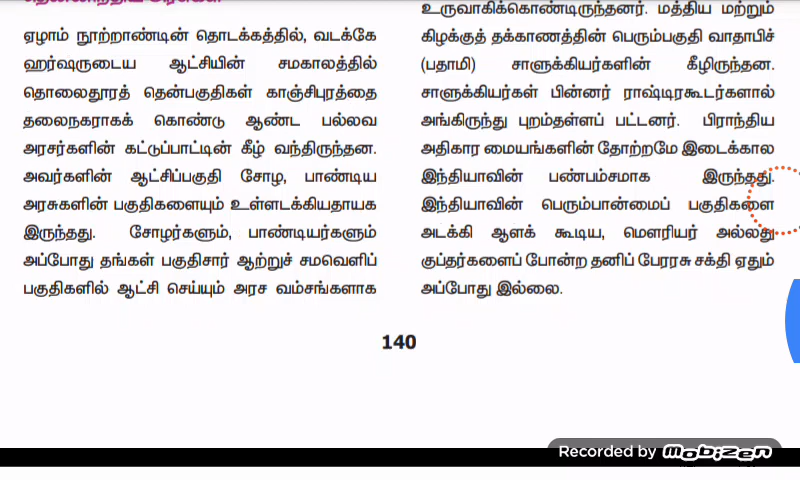 ஏழாம் நூற்றாண்டின் தொடக்கத்தில், வடக்கே
ஹர்ஷருடைய ஆட்சியின் சமகாலத்தில்
தொலைதூரத் தென்பகுதிகள் காஞ்சிபுரத்தை
தலைநகராகக் கொண்டு ஆண்ட பல்லவ
அரசர்களின் கட்டுப்பாட்டின் கீழ் வந்திருந்தன.
அவர்களின் ஆட்சிப்பகுதி சோழ, பாண்டிய
அரசுகளின் பகுதிகளையும் உள்ளடக்கியதாயக
இருந்தது. சோழர்களும், பாண்டியர்களும்
அப்போது தங்கள் பகுதிசார் ஆற்றுச் சமவெளிப்
பகுதிகளில் ஆட்சி செய்யும் அரச வம்சங்களாக
உருவாகிக்கொண்டிருந்தனர். மத்திய மற்றும்
கிழக்குத் தக்காணத்தின் பெரும்பகுதி வாதாபிச்
(பதாமி) சாளுக்கியர்களின் கீழிருந்தன.
சாளுக்கியர்கள் பின்னர் ராஷ்டிரகூடர்களால்
அங்கிருந்து புறம்தள்ளப் பட்டனர். பிராந்திய
அதிகார மையங்களின் தோற்றமே இடைக்கால
இந்தியாவின் பண்பம்சமாக இருந்தது.
இந்தியாவின் பெரும்பான்மைப் பகுதிகளை
அடக்கி ஆளக் கூடிய, மௌரியர் அல்லது
குப்தர்களைப் போன்ற தனிப் பேரரசு சக்தி ஏதும்
அப்போது இல்லை.
140
Recorded by mobizen